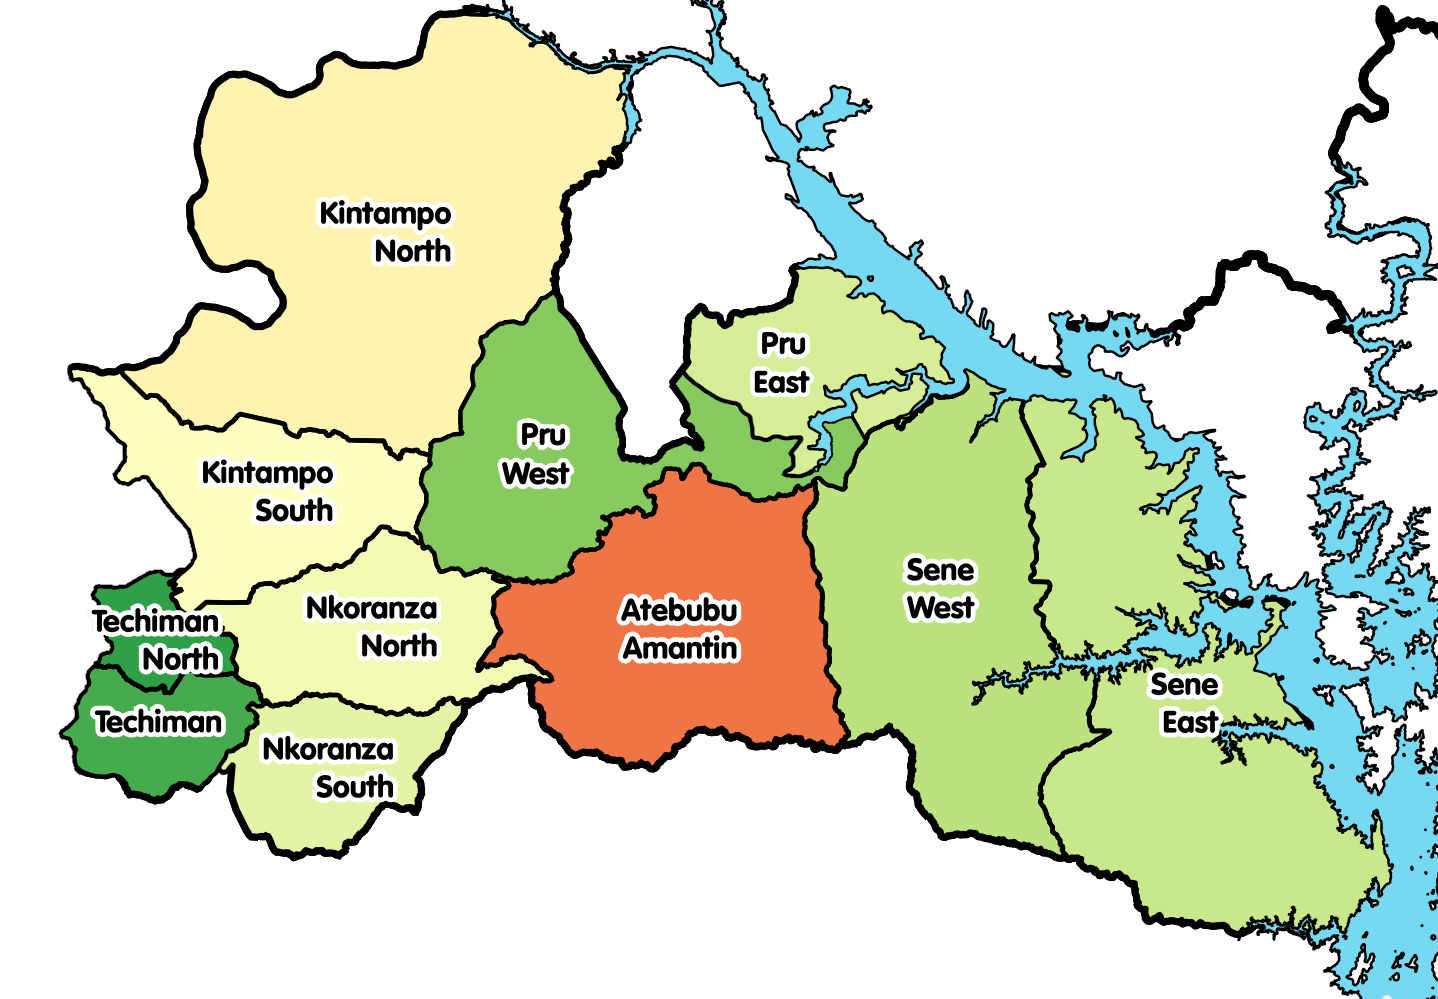 Kintampo
North
Pru
East
Pru
West
Kintampo
South
Sene
West
Techiman
North
Nkoranza
North
Atebubu
Amantin
Sene
East
Techiman
Nkoranza
South